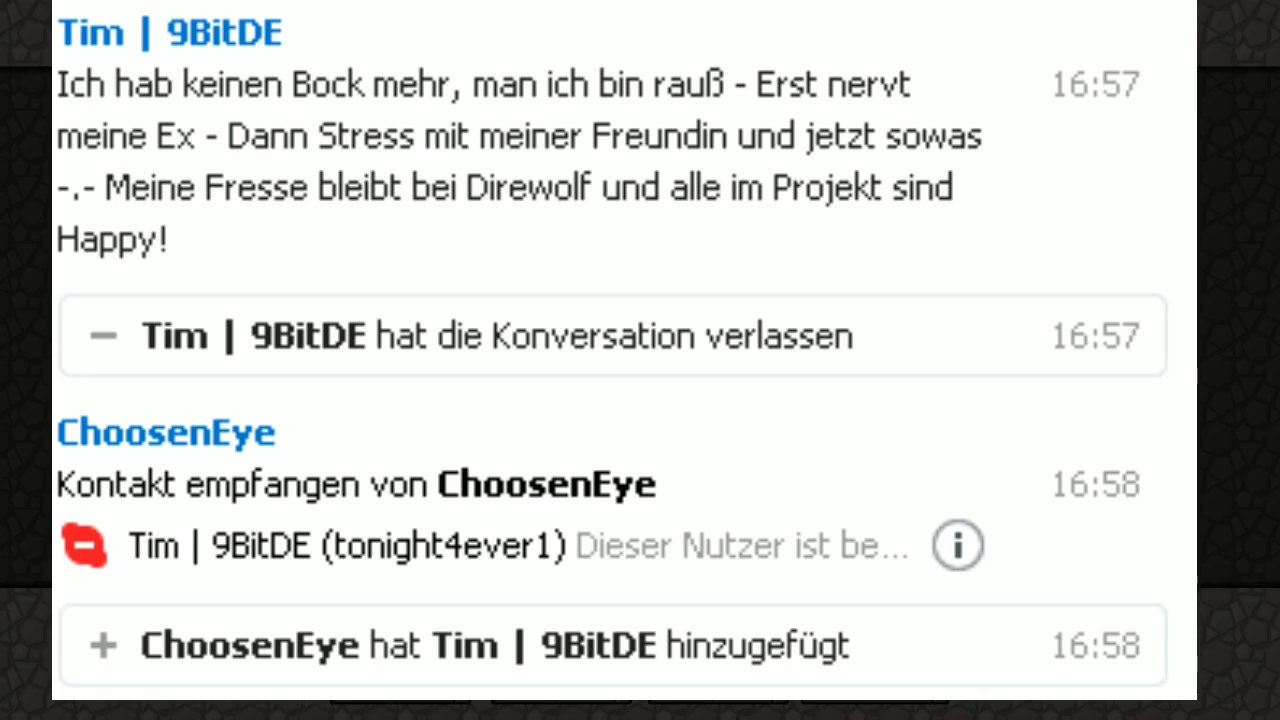 Tim | 9BitDE
Ich hab keinen Bock mehr, man ich bin rauß - Erst nervt 16:57
meine Ex - Dann Stress mit meiner Freundin und jetzt sowas
-.- Meine Fresse bleibt bei Direwolf und alle im Projekt sind
Happy!
Tim | 9BitDE hat die Konversation verlassen 16:57
ChoosenEye
Kontakt empfangen von ChoosenEye 16:58
Tim | 9BitDE (tonight4ever1) Dieser Nutzer ist be...
ChoosenEye hat Tim | 9BitDE hinzugefügt 16:58